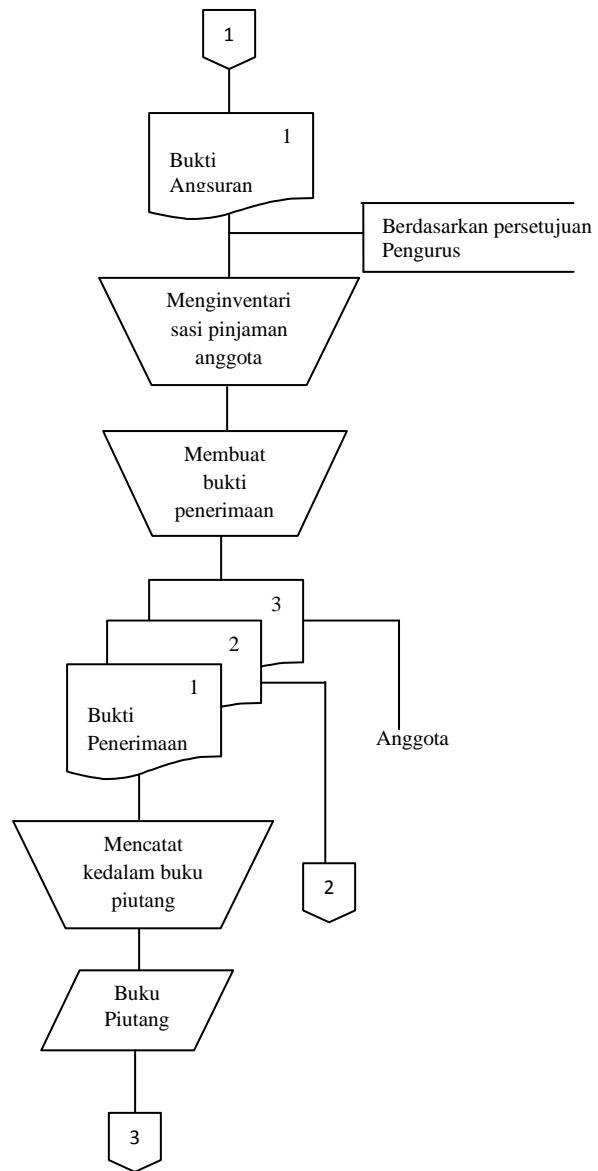 1
1
Bukti
Angsuran
Berdasarkan persetujuan
Pengurus
Menginventari
sasi pinjaman
anggota
Membuat
bukti
penerimaan
3
2
1
Bukti
Penerimaan
Anggota
Mencatat
kedalam buku
piutang
2
Buku
Piutang
3